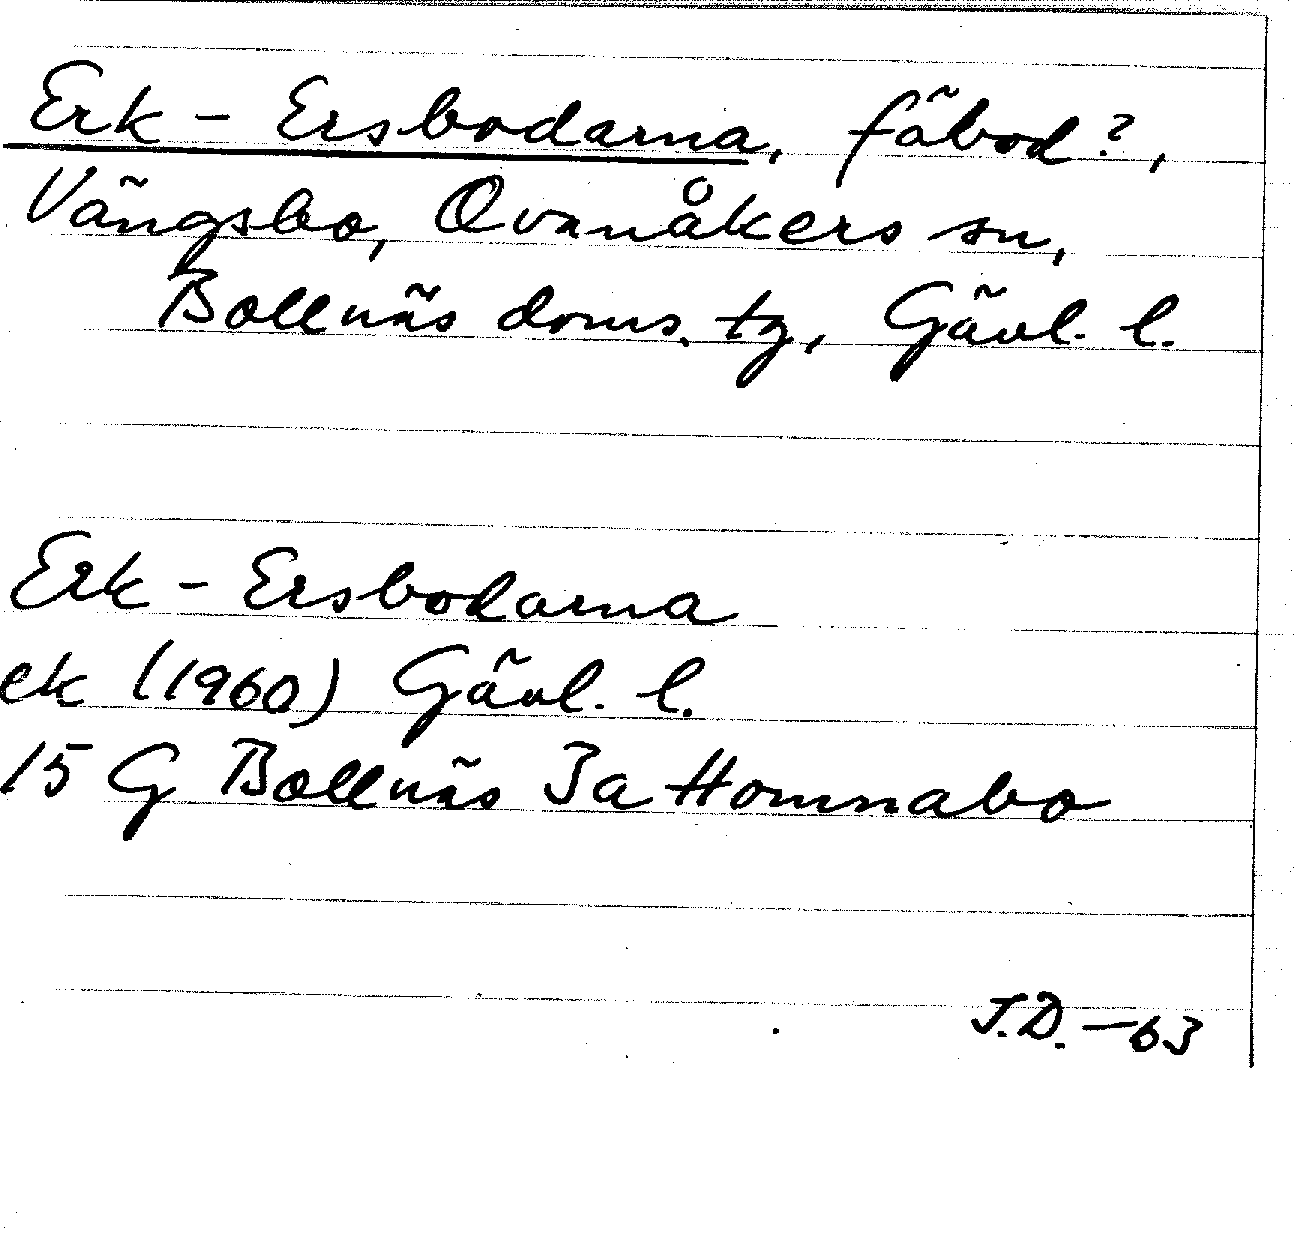 Erk - Ersbodarna, fäbod?,
Vängsbo, Ovanåkers sn,
Bollnäs doms. tg, Gävl. l.
Erk - Ersbodarna
ek (1960) Gävl. l.
15 G Bollnäs 3a Homnabo
J.D. - 63